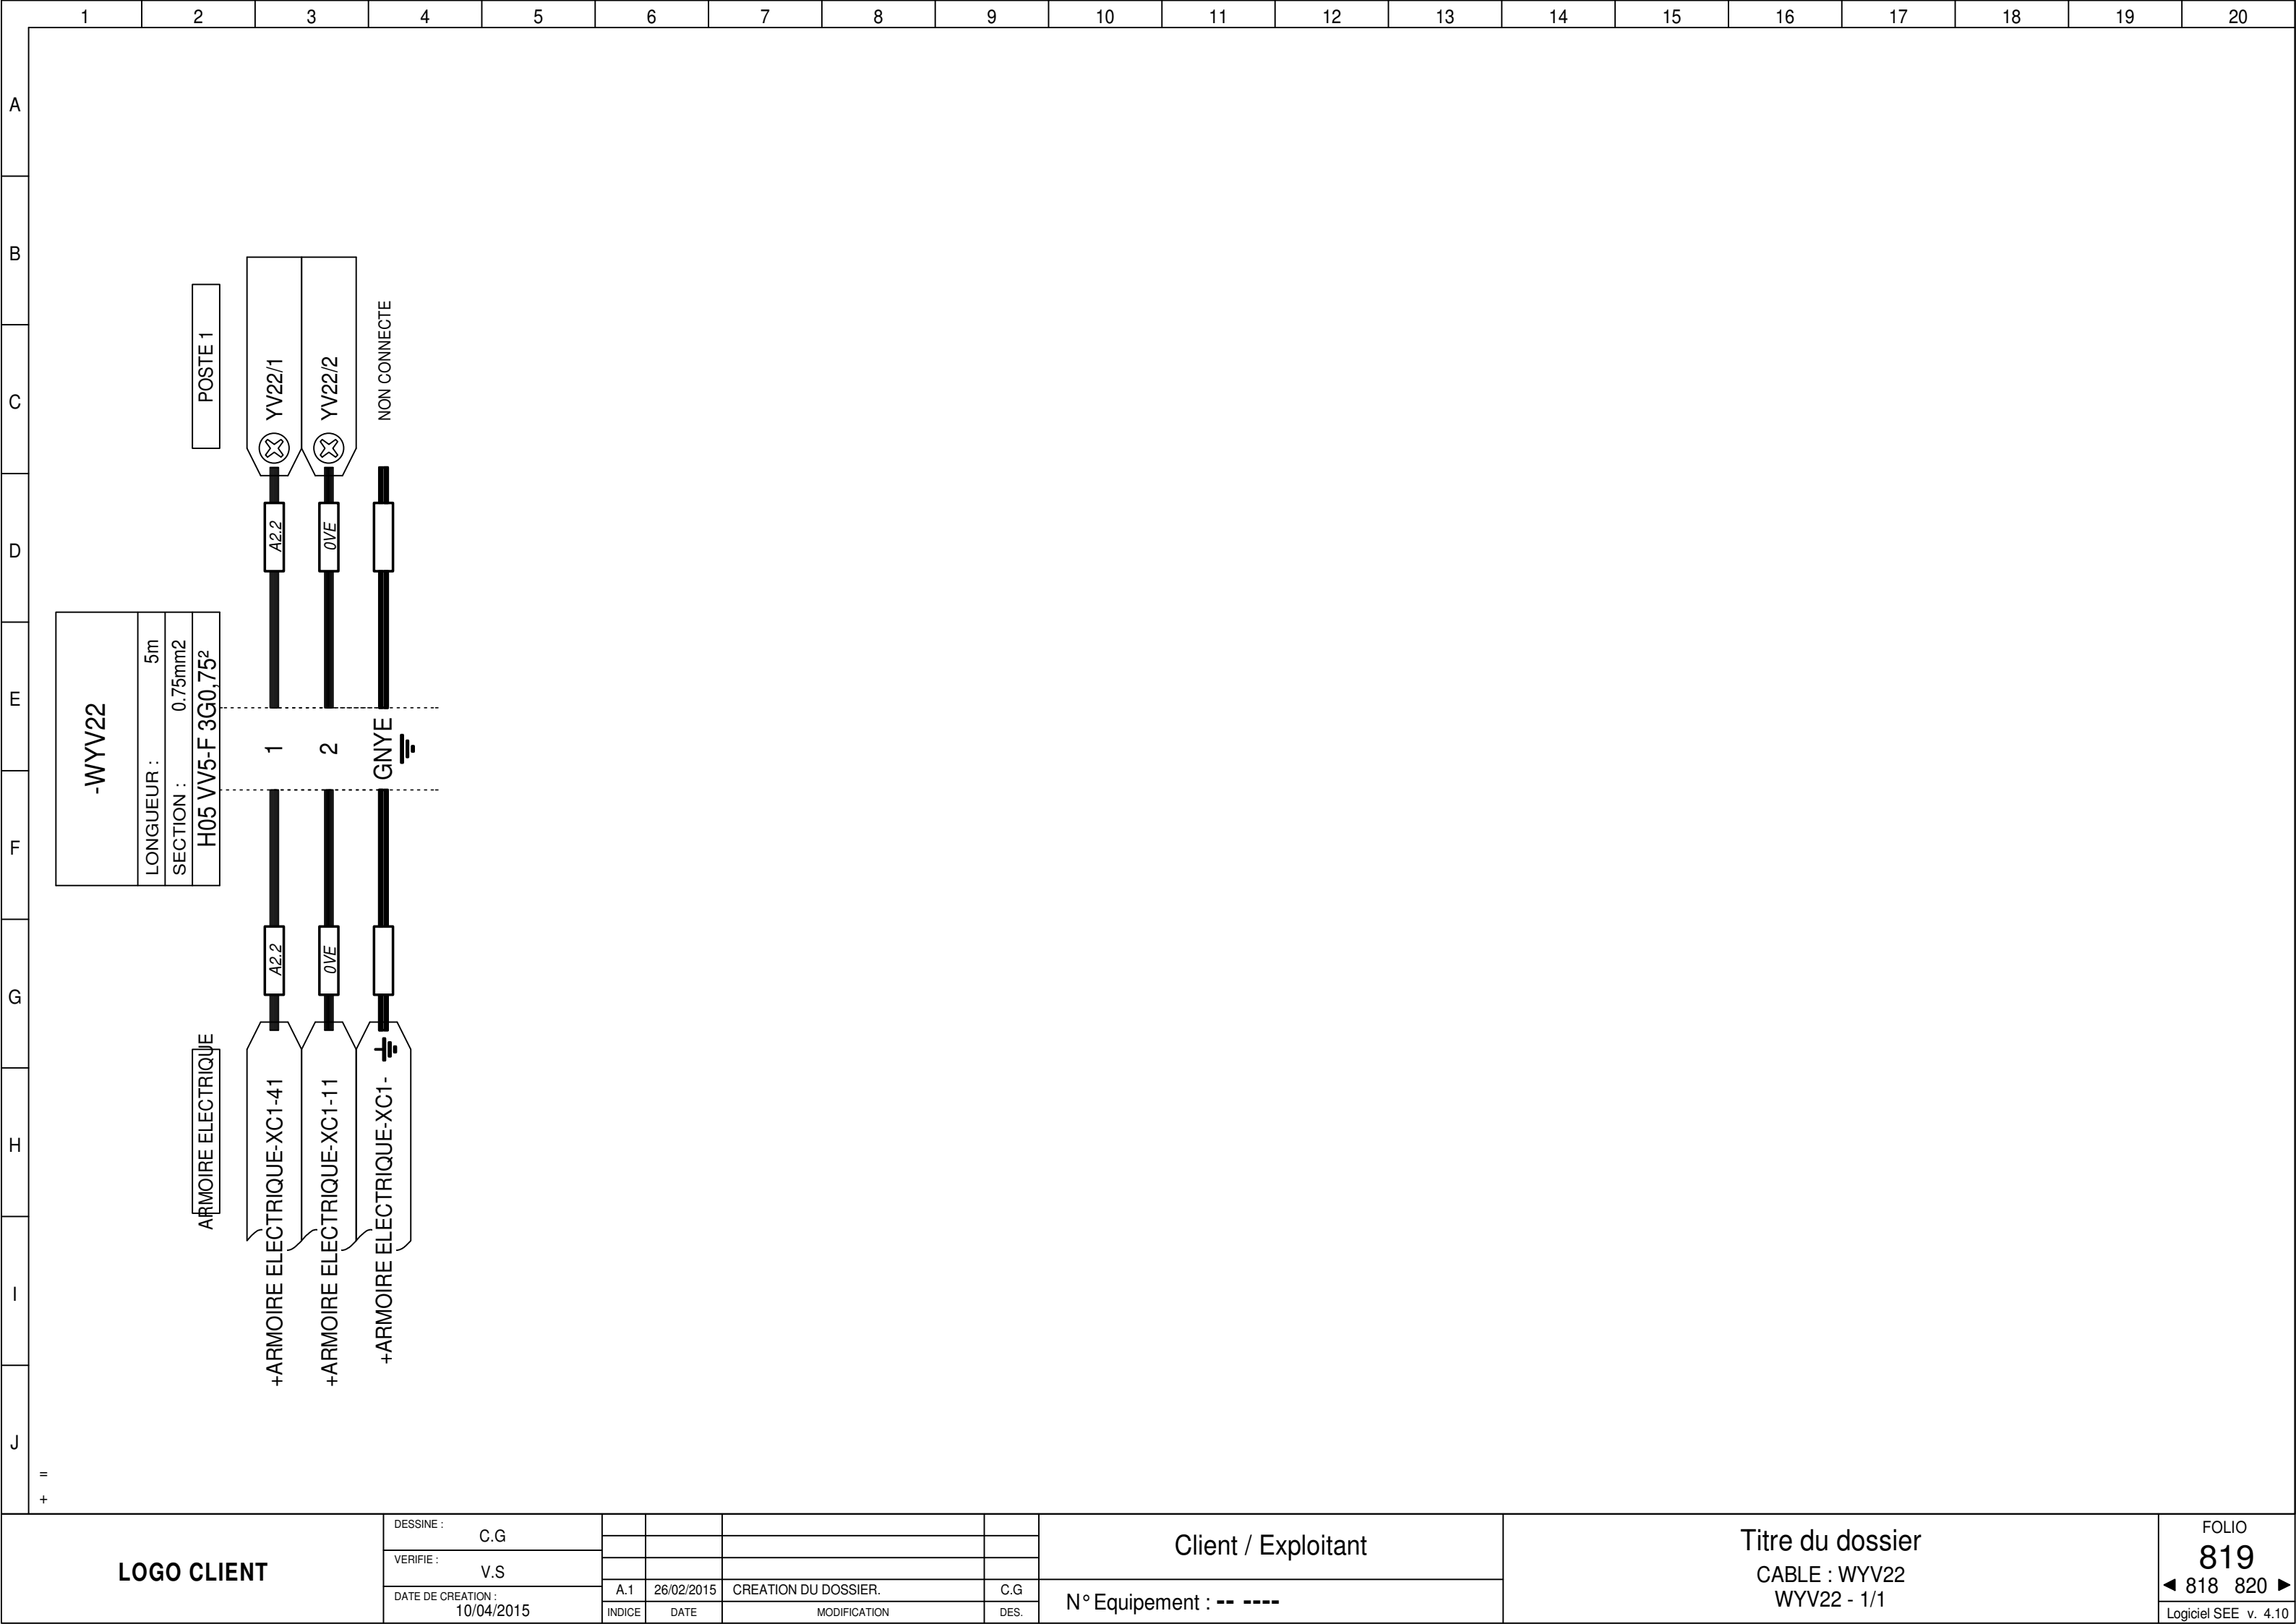 1 2 3 4 5 6 7 8 9 10 11 12 13 14 15 16 17 18 19 20
A
B
C
D
E
F
G
H
I
J
-WYV22
LONGUEUR : 5m
SECTION : 0.75mm2
H05 VV5-F 3G0,75²
POSTE 1
YV22/1
YV22/2
NON CONNECTE
A2.2
0VE
1
2
GNYE
A2.2
0VE
ARMOIRE ELECTRIQUE
+ARMOIRE ELECTRIQUE-XC1-41
+ARMOIRE ELECTRIQUE-XC1-11
+ARMOIRE ELECTRIQUE-XC1-
=
+
LOGO CLIENT
DESSINE :
C.G
VERIFIE :
V.S
DATE DE CREATION :
10/04/2015
A.1 26/02/2015 CREATION DU DOSSIER. C.G
INDICE DATE MODIFICATION DES.
Client / Exploitant
N° Equipement : -- ----
Titre du dossier
CABLE : WYV22
WYV22 - 1/1
FOLIO
819
◄ 818 820 ►
Logiciel SEE v. 4.10